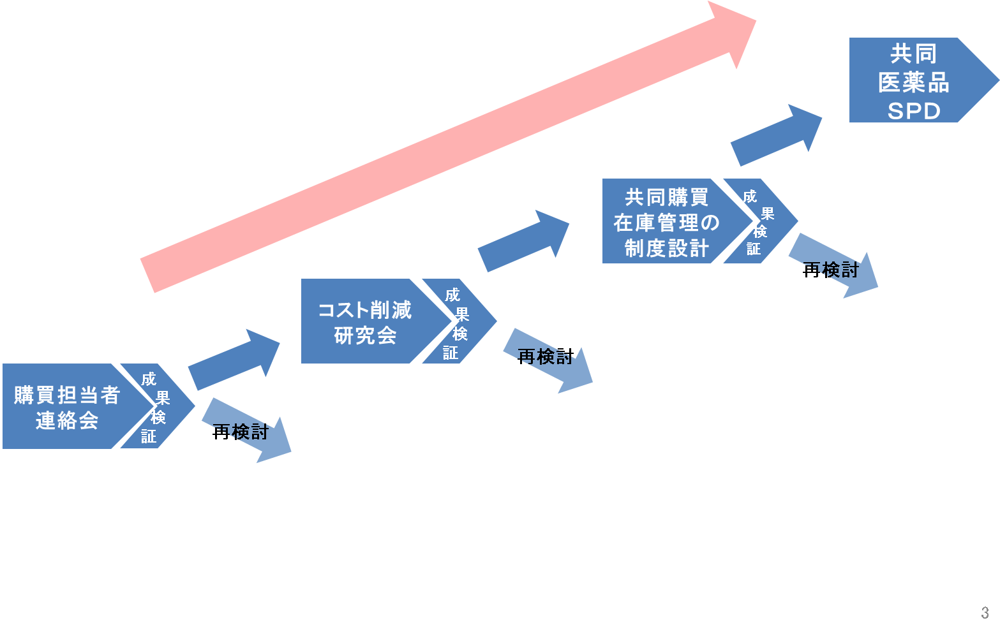 共同
医薬品
ＳＰＤ
共同購買
在庫管理の
制度設計
成
果
検
証
再検討
コスト削減
研究会
成
果
検
証
再検討
購買担当者
連絡会
成
果
検
証
再検討
3